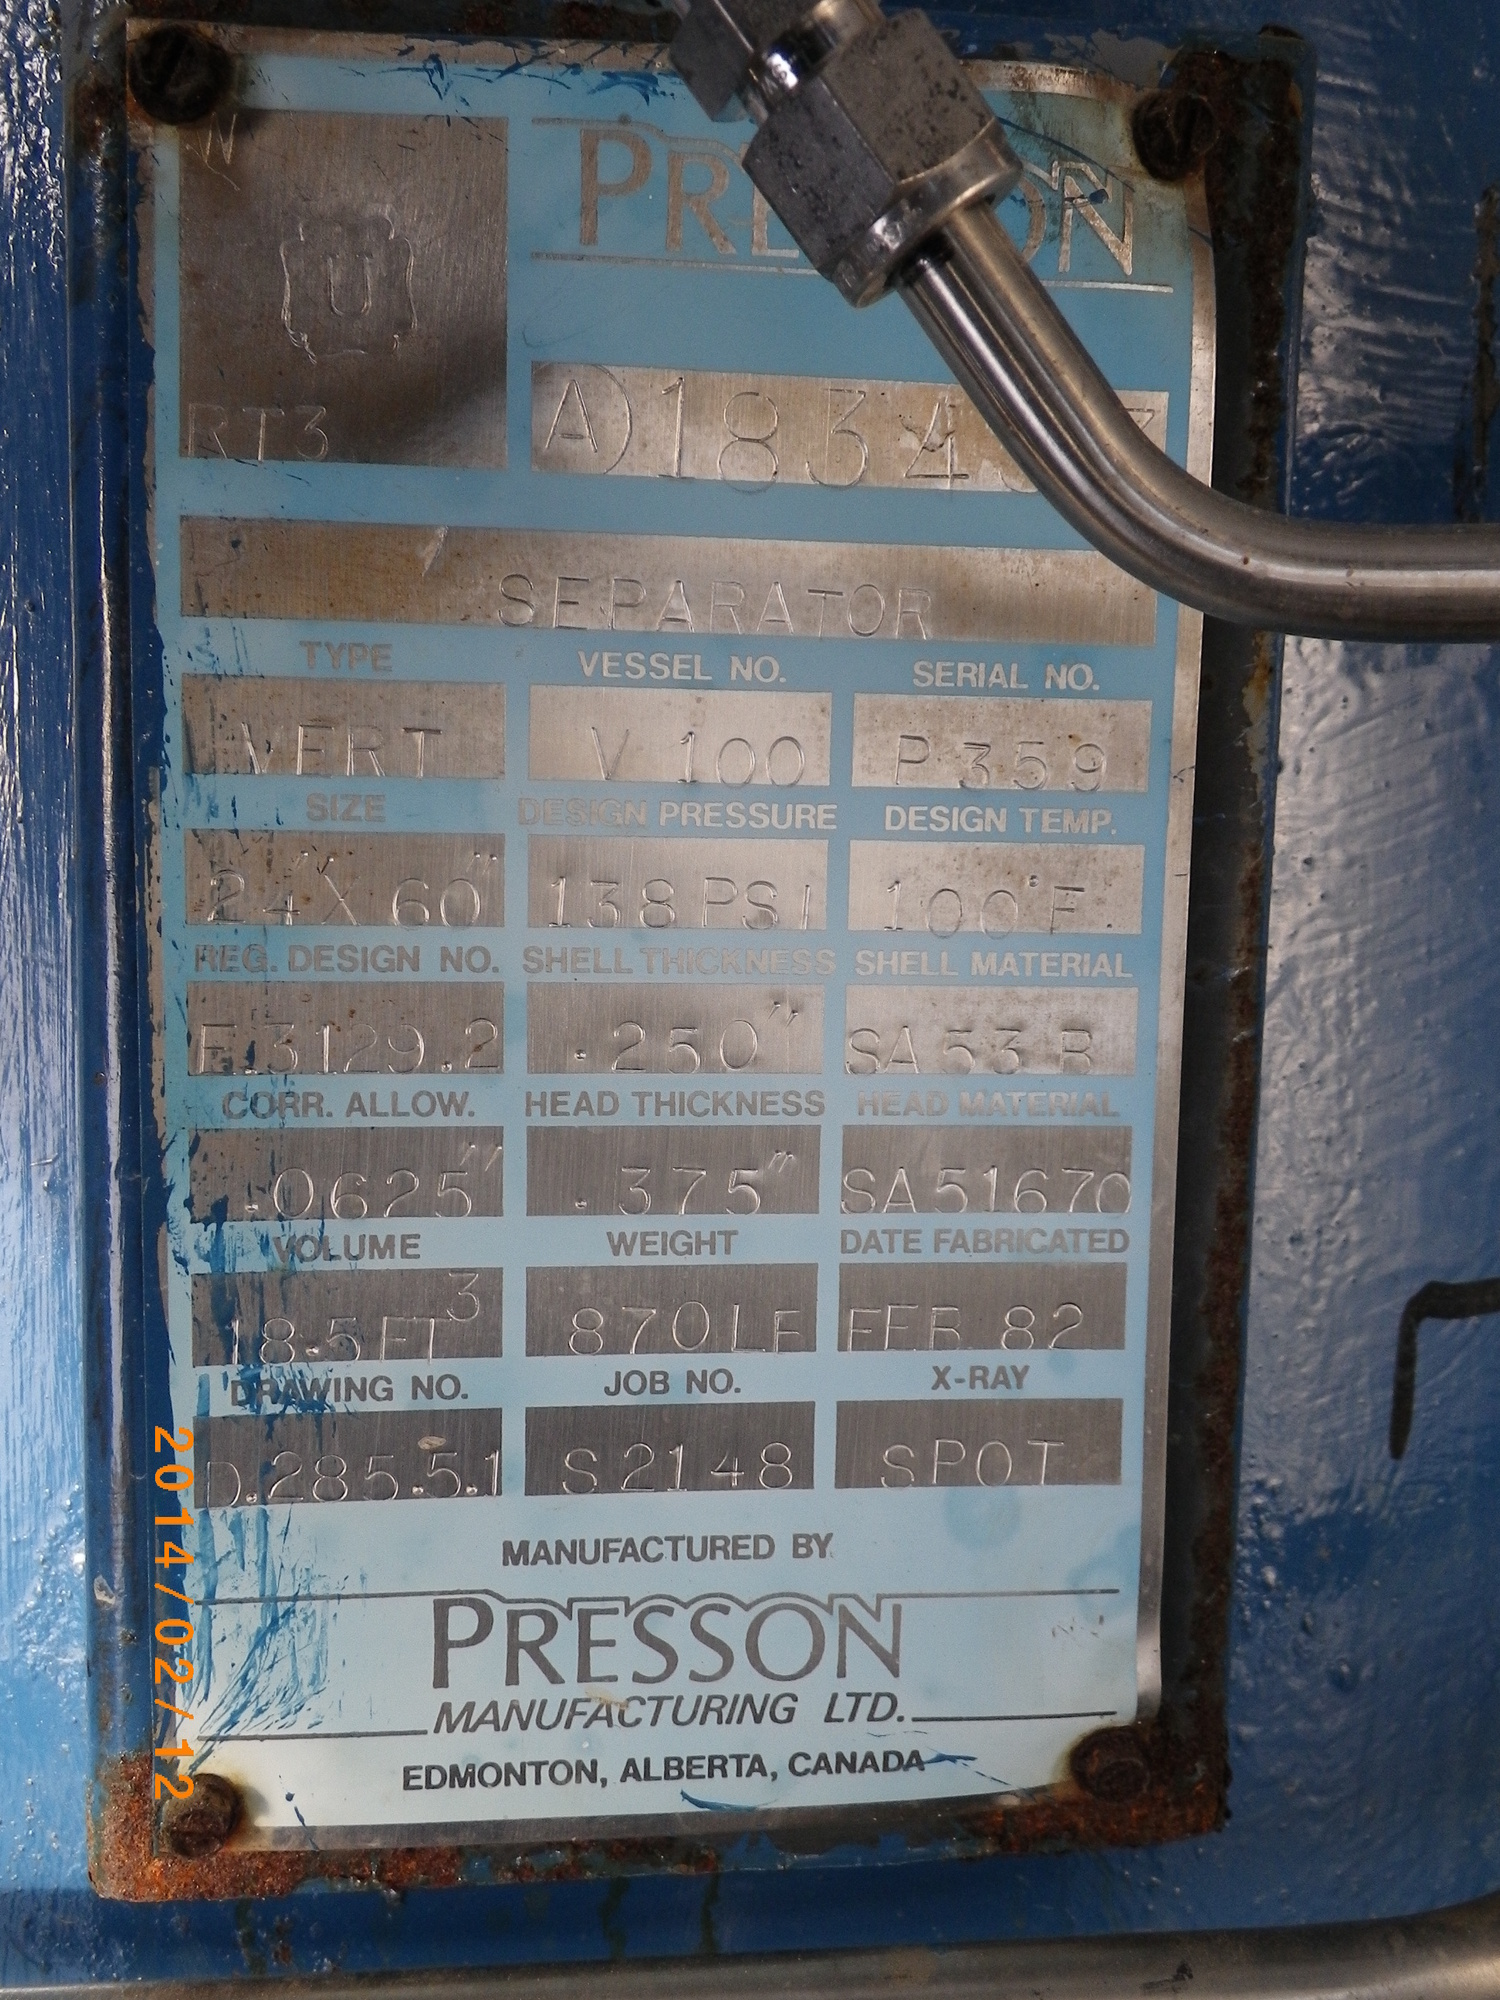 W
U
RT3
PRESSON
A 1834
SEPARATOR
TYPE VESSEL NO. SERIAL NO.
VERT V 100 P 359
SIZE DESIGN PRESSURE DESIGN TEMP.
24" X 60" 138 PSI 100°F.
REG. DESIGN NO. SHELL THICKNESS SHELL MATERIAL
F.3129.2 .250" SA 53 B
CORR. ALLOW. HEAD THICKNESS HEAD MATERIAL
.0625" .375" SA51670
VOLUME WEIGHT DATE FABRICATED
18.5 FT3 870 LB FEB 82
DRAWING NO. JOB NO. X-RAY
D.285.5.1 S 2148 SPOT
MANUFACTURED BY
PRESSON
MANUFACTURING LTD.
EDMONTON, ALBERTA, CANADA
2014/02/12